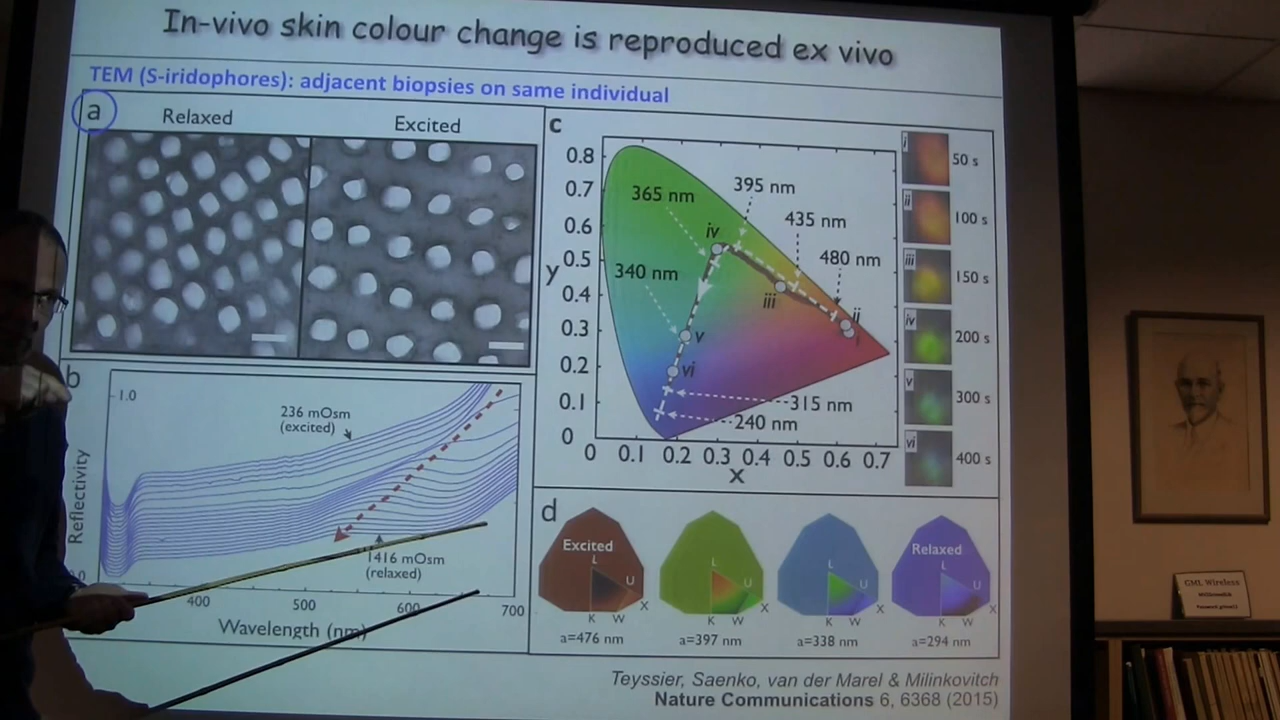 In-vivo skin colour change is reproduced ex vivo
TEM (S-iridophores): adjacent biopsies on same individual
a
Relaxed
Excited
b
1.0
236 mOsm
(excited)
1416 mOsm
(relaxed)
Reflectivity
400
500
600
700
Wavelength (nm)
c
0.8
0.7
0.6
0.5
0.4
0.3
0.2
0.1
0
y
0
0.1
0.2
0.3
0.4
0.5
0.6
0.7
x
365 nm
395 nm
435 nm
480 nm
340 nm
315 nm
240 nm
iv
iii
ii
i
v
vi
i
50 s
ii
100 s
iii
150 s
iv
200 s
v
300 s
vi
400 s
d
Excited
L
U
X
K W
a=476 nm
L
U
X
K W
a=397 nm
L
U
X
K W
a=338 nm
Relaxed
L
U
X
K W
a=294 nm
Teyssier, Saenko, van der Marel & Milinkovitch
Nature Communications 6, 6368 (2015)
CML Wireless